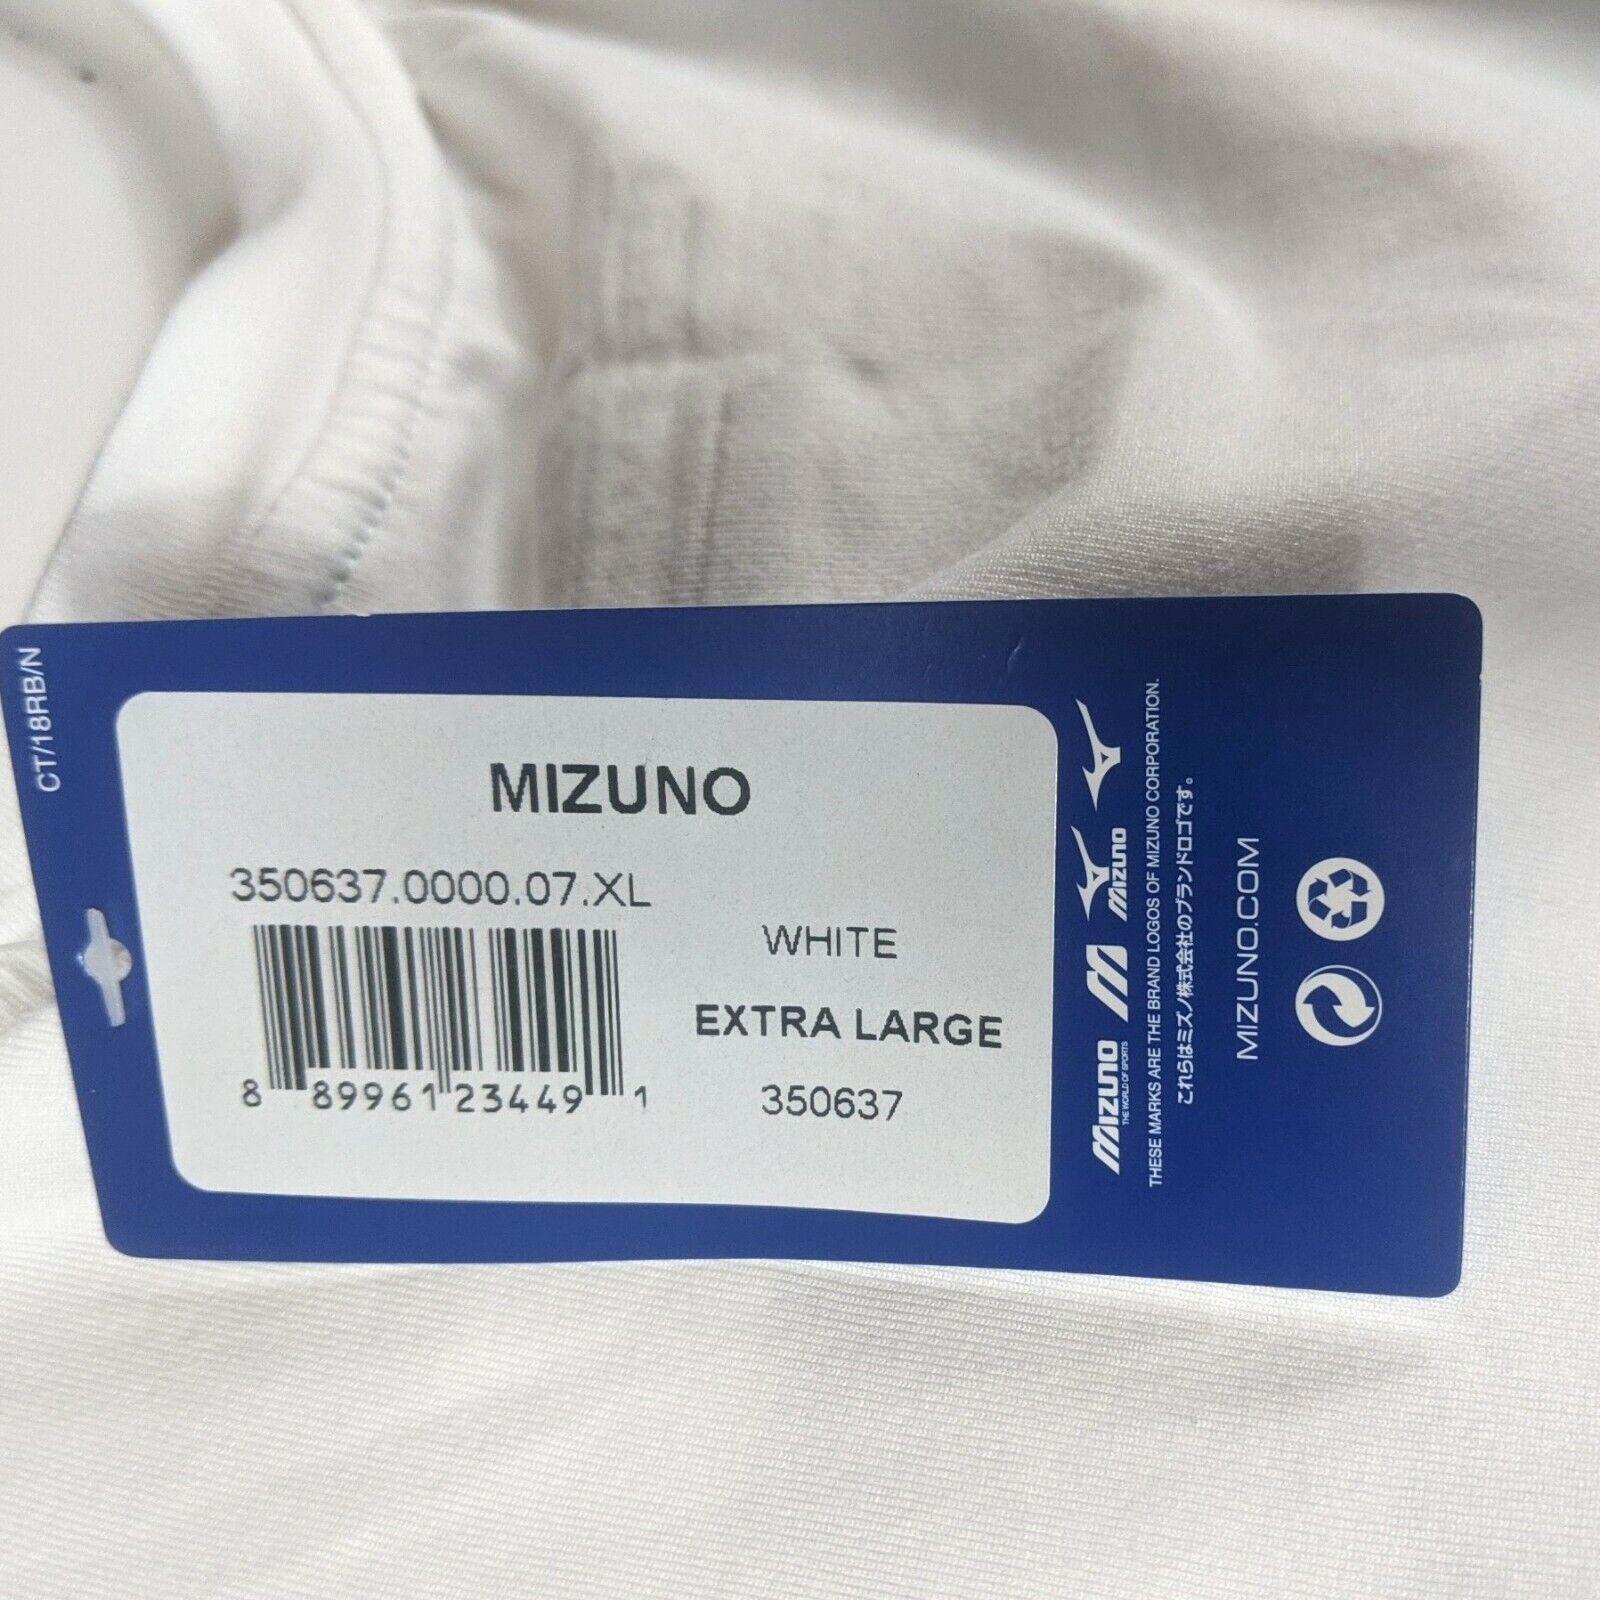 CT/18RB/N
MIZUNO
350637.0000.07.XL
WHITE
EXTRA LARGE
350637
8 89961 23449 1
MIZUNO
THE WORLD OF SPORTS
MIZUNO
THESE MARKS ARE THE BRAND LOGOS OF MIZUNO CORPORATION.
これらはミズノ株式会社のブランドロゴです。
MIZUNO.COM